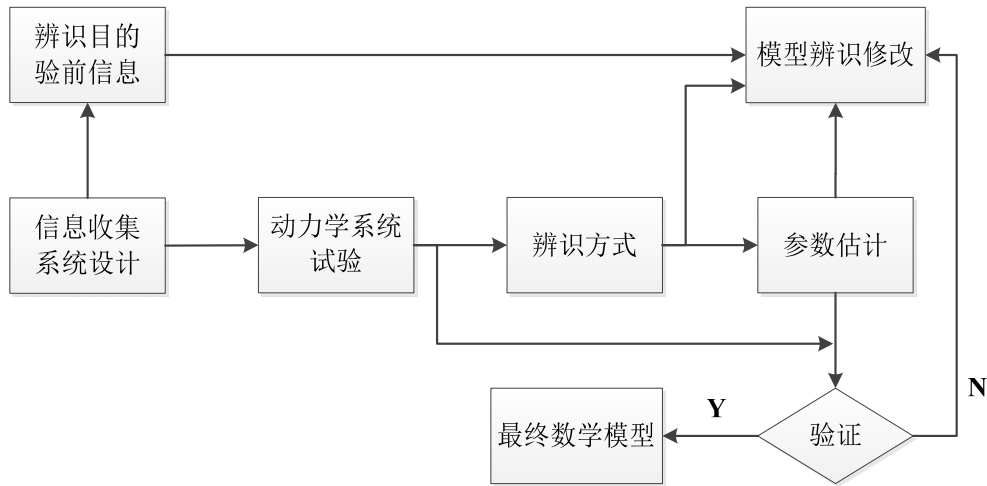 辨识目的
验前信息
模型辨识修改
信息收集
系统设计
动力学系统
试验
辨识方式
参数估计
N
Y
最终数学模型
验证